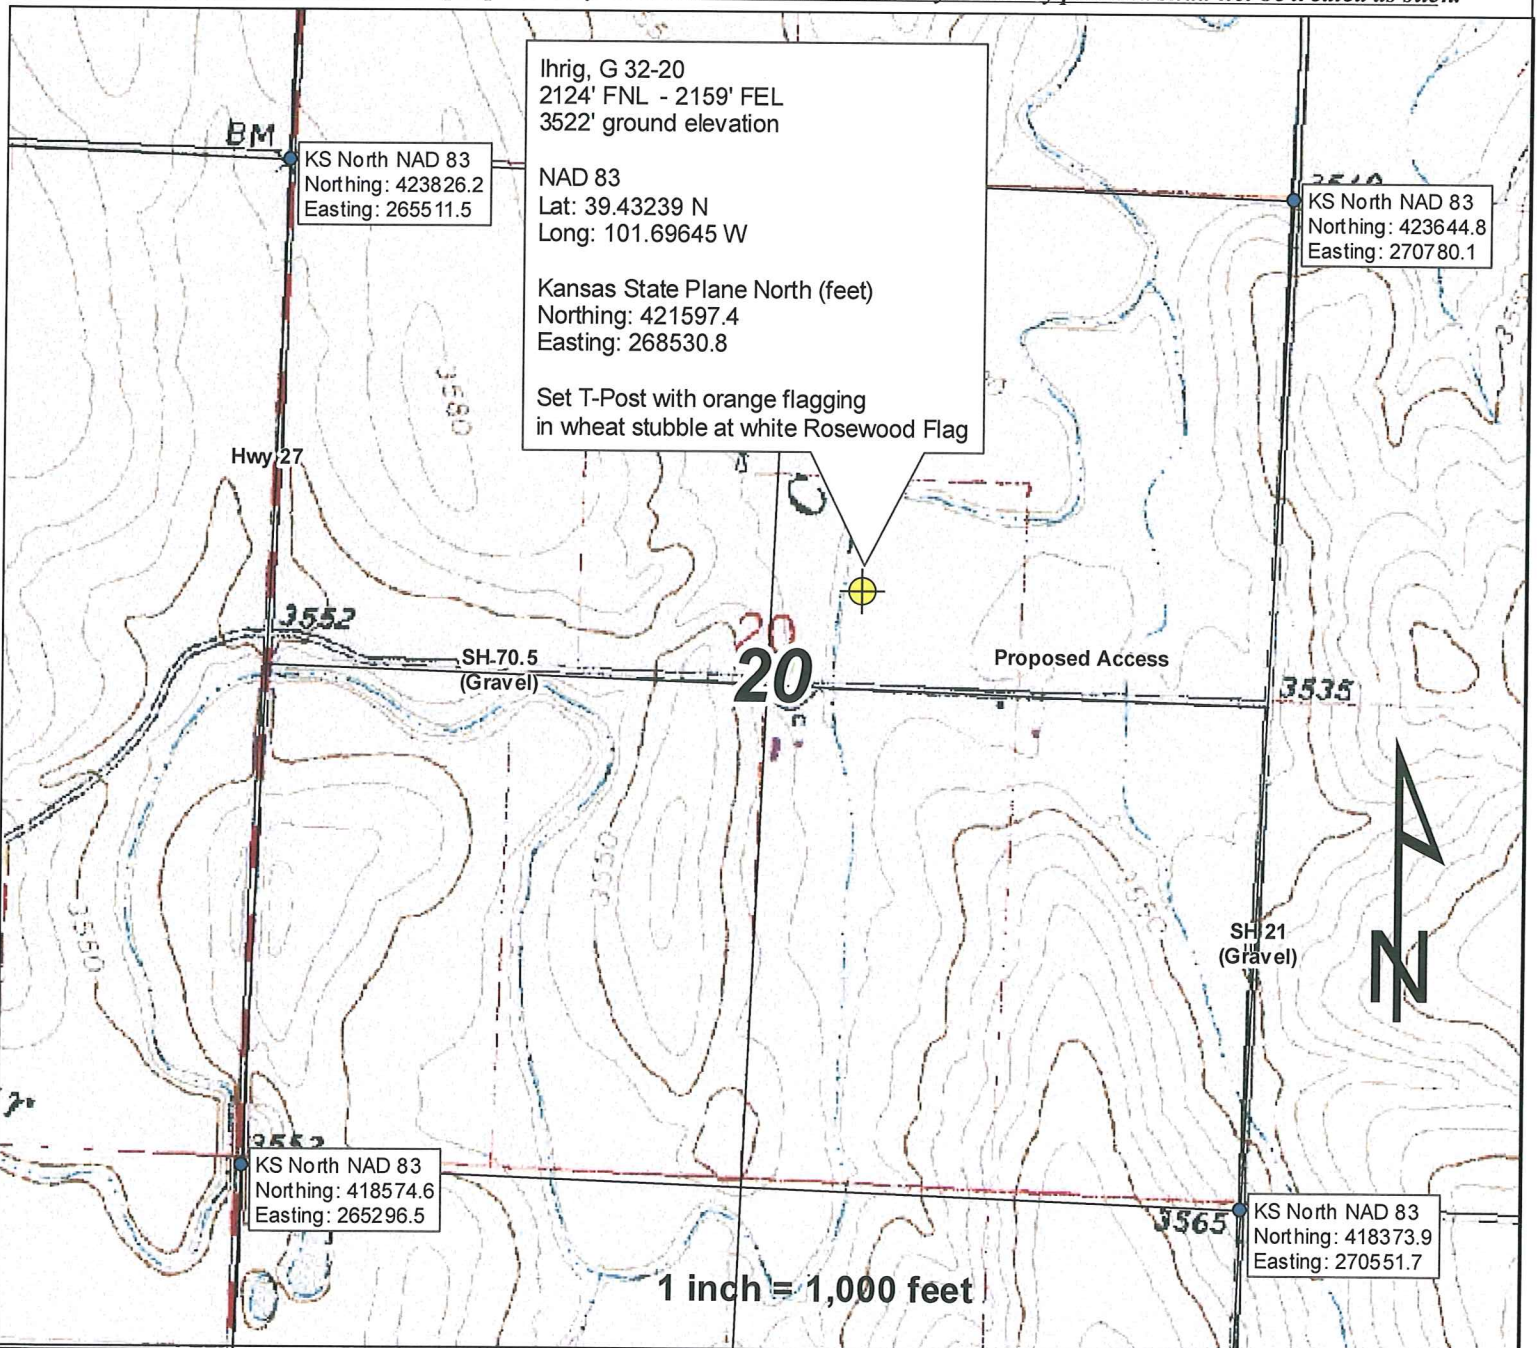 Ihrig, G 32-20
2124' FNL - 2159' FEL
3522' ground elevation
NAD 83
Lat: 39.43239 N
Long: 101.69645 W
Kansas State Plane North (feet)
Northing: 421597.4
Easting: 268530.8
Set T-Post with orange flagging
in wheat stubble at white Rosewood Flag
BM
KS North NAD 83
Northing: 423826.2
Easting: 265511.5
KS North NAD 83
Northing: 423644.8
Easting: 270780.1
3580
Hwy 27
3552
20
SH-70.5
(Gravel)
20
Proposed Access
3535
3550
3550
SH 21
(Gravel)
N
3552
KS North NAD 83
Northing: 418574.6
Easting: 265296.5
3565
KS North NAD 83
Northing: 418373.9
Easting: 270551.7
1 inch = 1,000 feet